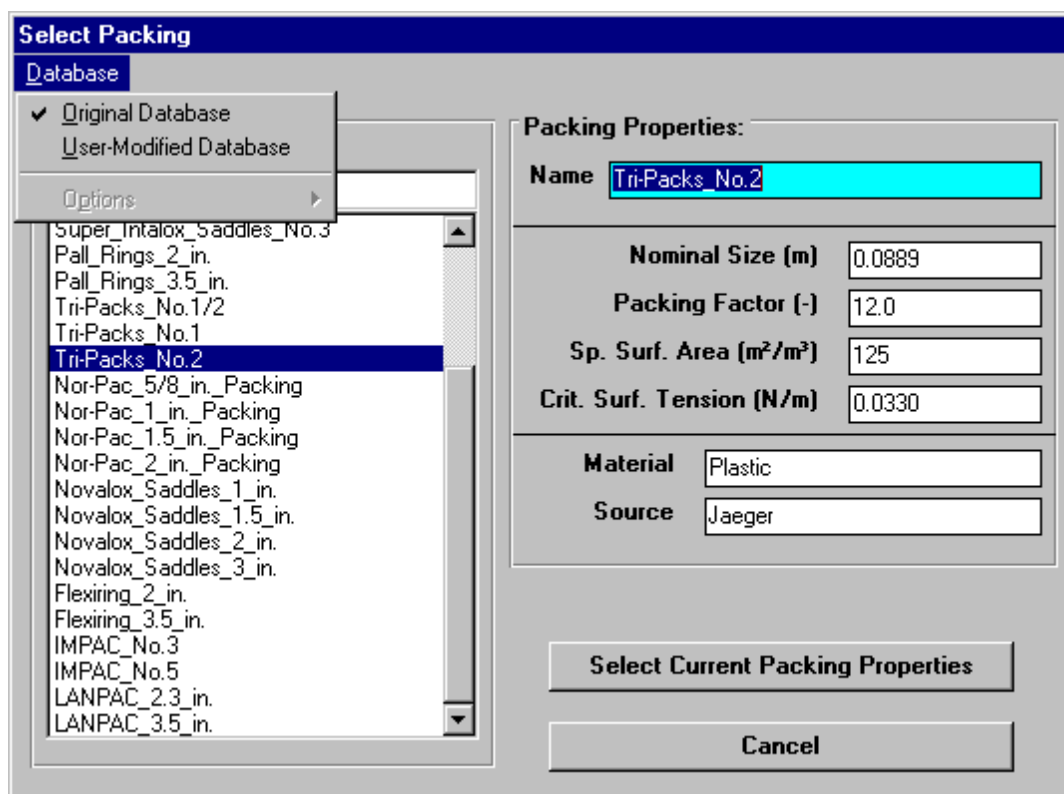 Select Packing
Database
Original Database
User-Modified Database
Options
Super_Intalox_Saddles_No.3
Pall_Rings_2_in.
Pall_Rings_3.5_in.
Tri-Packs_No.1/2
Tri-Packs_No.1
Tri-Packs_No.2
Nor-Pac_5/8_in._Packing
Nor-Pac_1_in._Packing
Nor-Pac_1.5_in._Packing
Nor-Pac_2_in._Packing
Novalox_Saddles_1_in.
Novalox_Saddles_1.5_in.
Novalox_Saddles_2_in.
Novalox_Saddles_3_in.
Flexiring_2_in.
Flexiring_3.5_in.
IMPAC_No.3
IMPAC_No.5
LANPAC_2.3_in.
LANPAC_3.5_in.
Packing Properties:
Name Tri-Packs_No.2
Nominal Size (m) 0.0889
Packing Factor (-) 12.0
Sp. Surf. Area (m²/m³) 125
Crit. Surf. Tension (N/m) 0.0330
Material Plastic
Source Jaeger
Select Current Packing Properties
Cancel